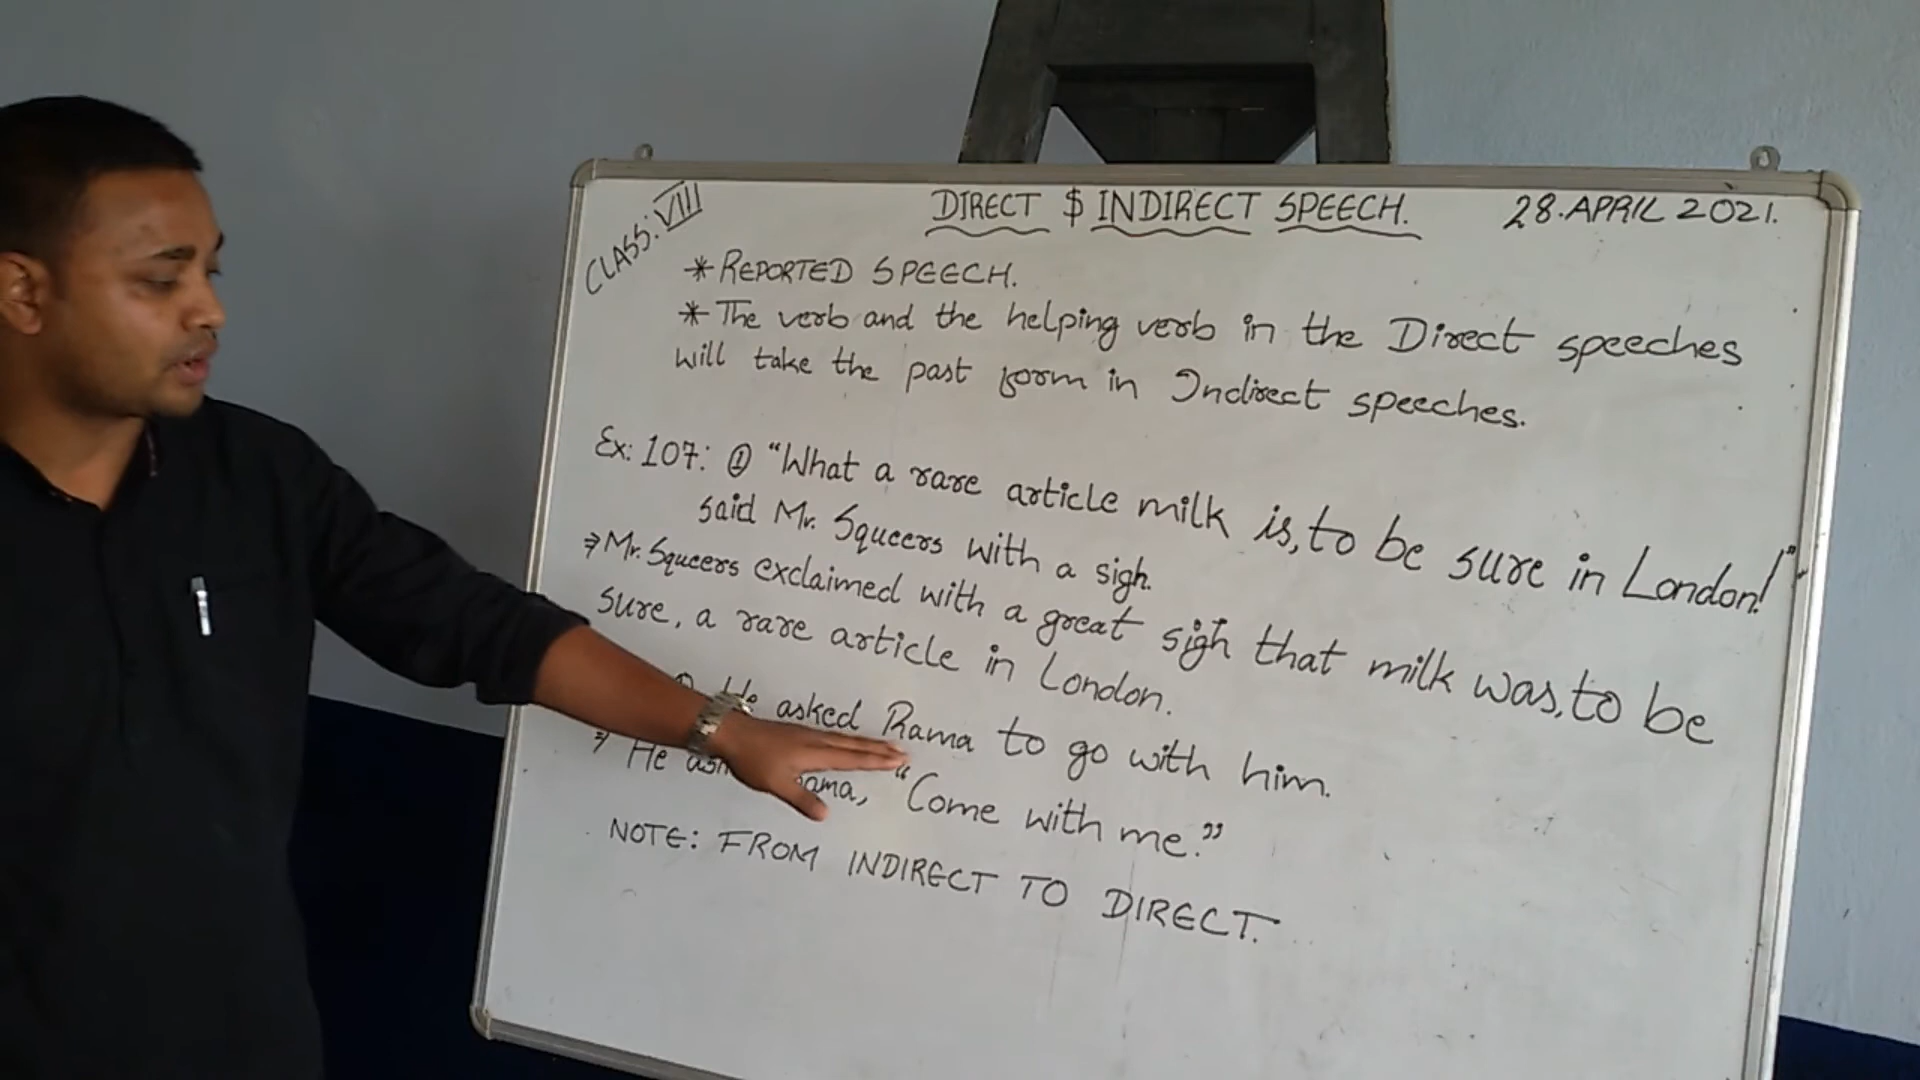 CLASS: VIII
DIRECT $ INDIRECT SPEECH. 28.APRIL 2021.
* REPORTED SPEECH.
* The verb and the helping verb in the Direct speeches
will take the past form in Indirect speeches.
Ex: 107: ① “What a rare article milk is, to be sure in London!”
said Mr. Squeers with a sigh.
⇒ Mr. Squeers exclaimed with a great sigh that milk was, to be
sure, a rare article in London.
He asked Rama to go with him.
⇒ He “Come with me.”
NOTE: FROM INDIRECT TO DIRECT.